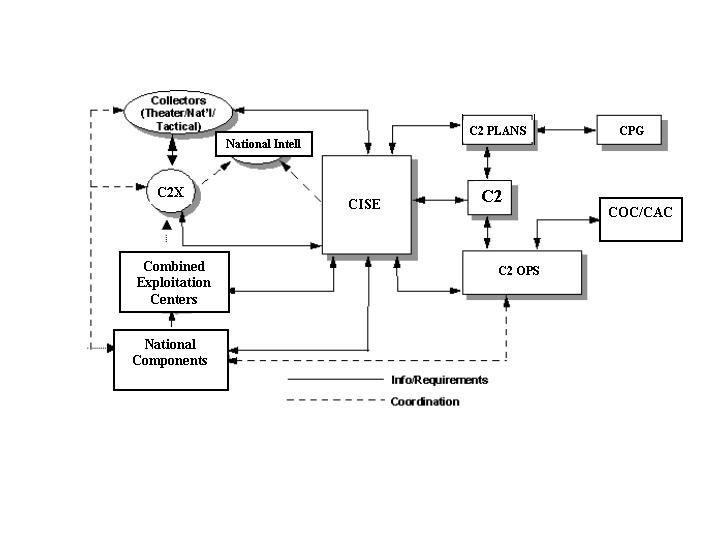 Collectors
(Theater/Nat'l/
Tactical)
National Intell
C2 PLANS
CPG
C2X
CISE
C2
COC/CAC
Combined
Exploitation
Centers
C2 OPS
National
Components
Info/Requirements
Coordination